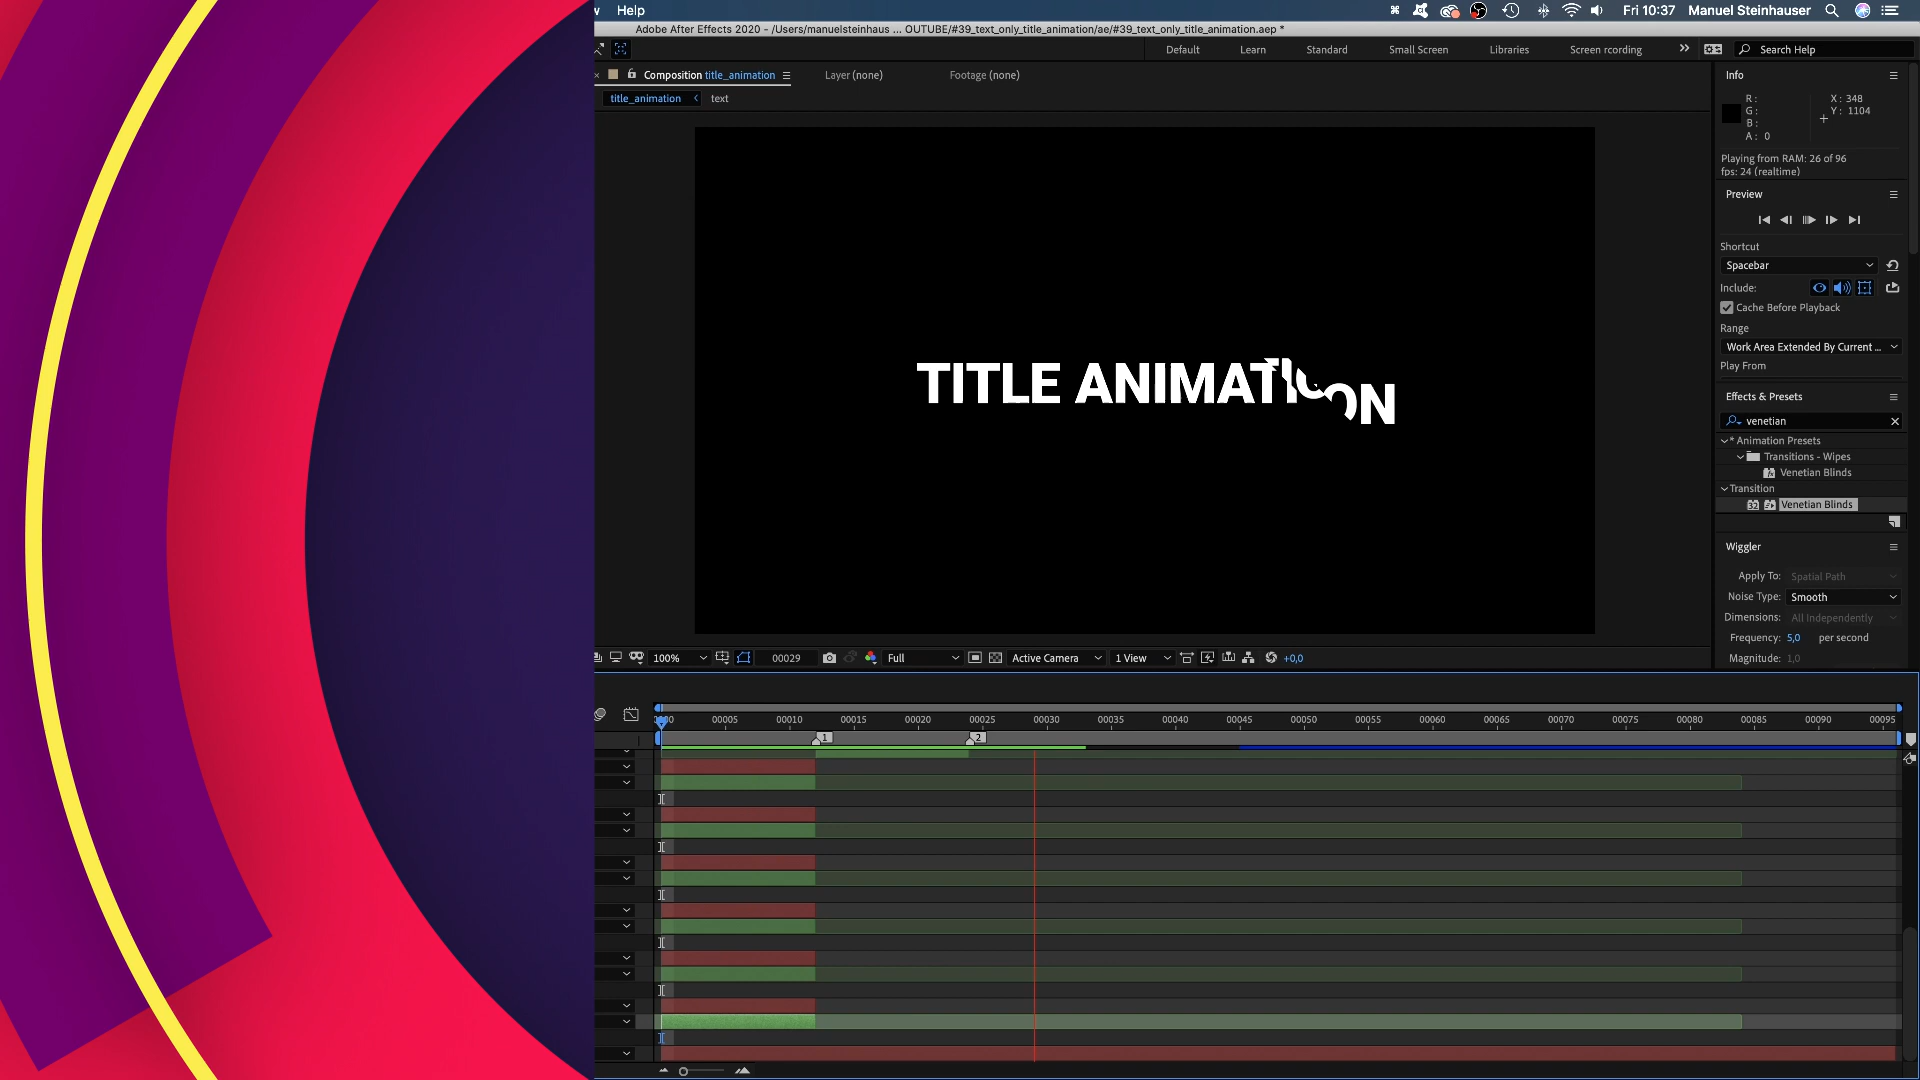 Help
Fri 10:37 Manuel Steinhauser
Adobe After Effects 2020 - /Users/manuelsteinhaus ... OUTUBE/#39_text_only_title_animation/ae/#39_text_only_title_animation.aep *
Default Learn Standard Small Screen Libraries Screen rcording Search Help
Composition title_animation Layer (none) Footage (none)
title_animation text
Info
R:
G:
B:
A: 0
X: 348
Y: 1104
Playing from RAM: 26 of 96
fps: 24 (realtime)
Preview
Shortcut
Spacebar
Include:
Cache Before Playback
Range
Work Area Extended By Current ...
Play From
TITLE ANIMATION
Effects & Presets
venetian
* Animation Presets
Transitions - Wipes
Venetian Blinds
Transition
32 Venetian Blinds
Wiggler
Apply To: Spatial Path
Noise Type: Smooth
Dimensions: All Independently
Frequency: 5,0 per second
Magnitude: 1,0
100% 00029 Full Active Camera 1 View +0,0
00005 00010 00015 00020 00025 00030 00035 00040 00045 00050 00055 00060 00065 00070 00075 00080 00085 00090 00095
1 2